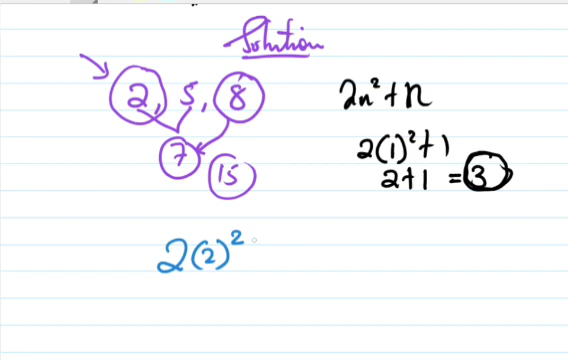 Solution
2, 5, 8
7
15
2n² + n
2(1)² + 1
2+1 = 3
2(2)²